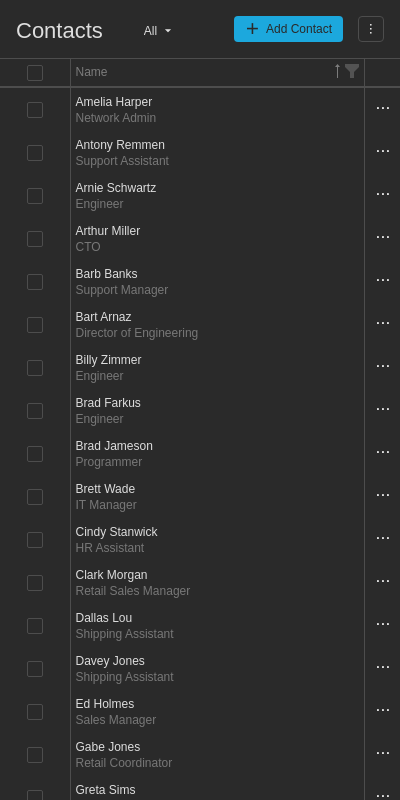 Contacts
All
Add Contact
Name
Amelia Harper
Network Admin
Antony Remmen
Support Assistant
Arnie Schwartz
Engineer
Arthur Miller
CTO
Barb Banks
Support Manager
Bart Arnaz
Director of Engineering
Billy Zimmer
Engineer
Brad Farkus
Engineer
Brad Jameson
Programmer
Brett Wade
IT Manager
Cindy Stanwick
HR Assistant
Clark Morgan
Retail Sales Manager
Dallas Lou
Shipping Assistant
Davey Jones
Shipping Assistant
Ed Holmes
Sales Manager
Gabe Jones
Retail Coordinator
Greta Sims